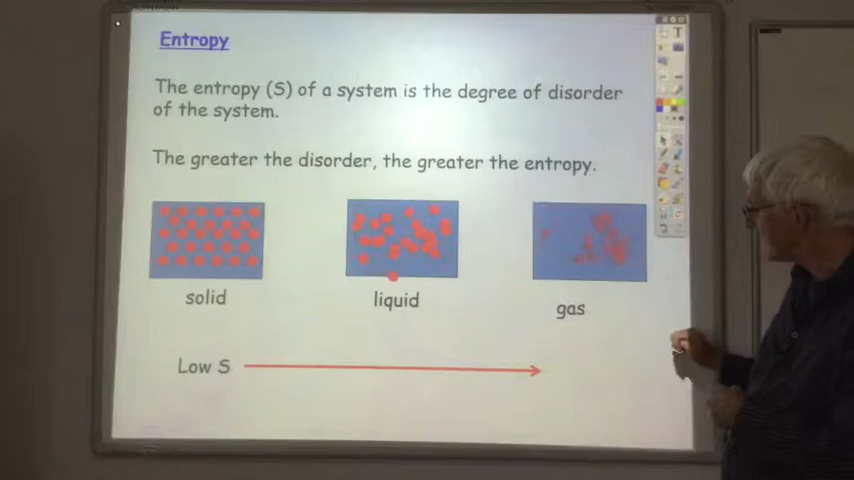 Entropy
The entropy (S) of a system is the degree of disorder
of the system.
The greater the disorder, the greater the entropy.
solid
liquid
gas
Low S
T